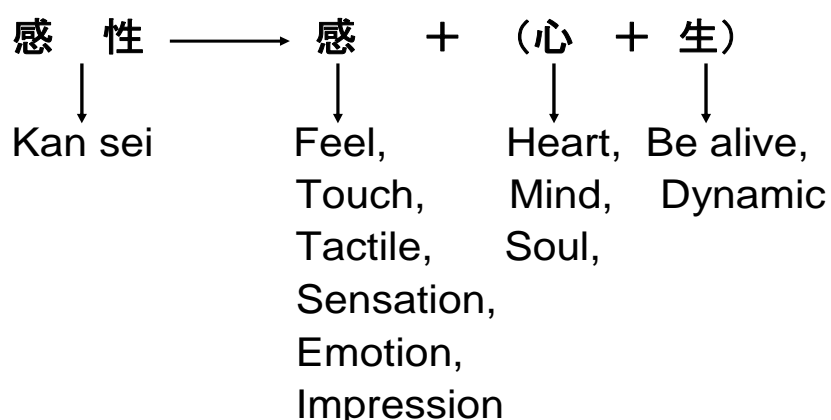 感 性 感 ＋ （心 ＋ 生）
Kan sei Feel, Heart, Be alive,
Touch, Mind, Dynamic
Tactile, Soul,
Sensation,
Emotion,
Impression